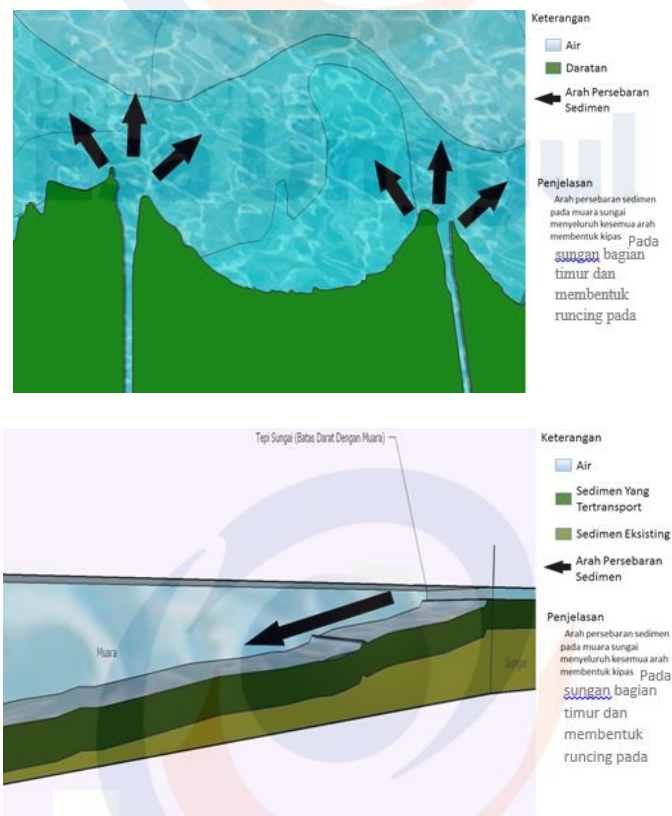 Keterangan
Air
Daratan
Arah Persebaran
Sedimen
Penjelasan
Arah persebaran sedimen
pada muara sungai
menyeluruh kesemua arah
membentuk kipas Pada
sungan bagian
timur dan
membentuk
runcing pada
Tepi Sungai (Batas Darat Dengan Muara)
Muara
Keterangan
Air
Sedimen Yang
Tertransport
Sedimen Eksisting
Arah Persebaran
Sedimen
Penjelasan
Arah persebaran sedimen
pada muara sungai
menyeluruh kesemua arah
membentuk kipas Pada
sungan bagian
timur dan
membentuk
runcing pada